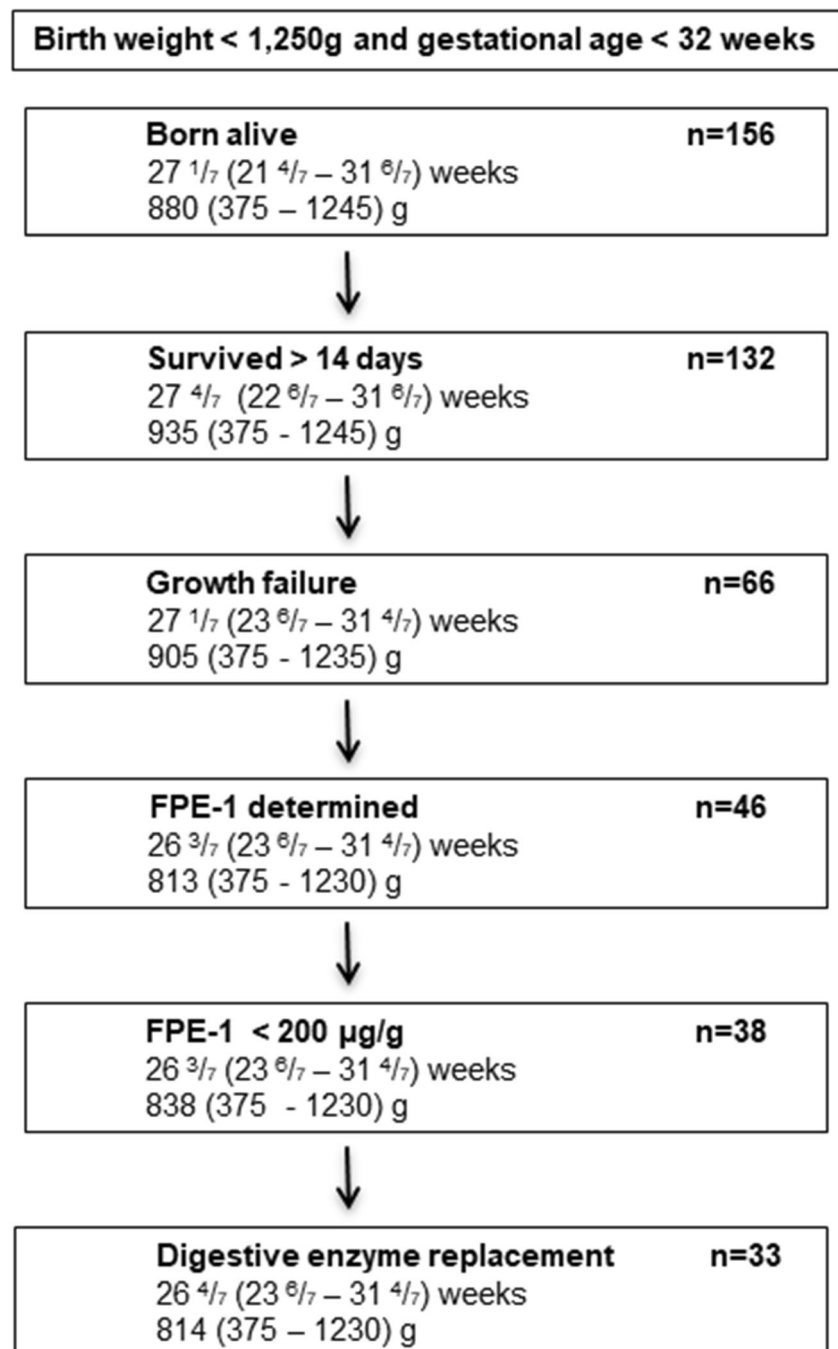 Birth weight < 1,250g and gestational age < 32 weeks
Born alive n=156
27 ¹/₇ (21 ⁴/₇ – 31 ⁶/₇) weeks
880 (375 – 1245) g
Survived > 14 days n=132
27 ⁴/₇ (22 ⁶/₇ – 31 ⁶/₇) weeks
935 (375 - 1245) g
Growth failure n=66
27 ¹/₇ (23 ⁶/₇ – 31 ⁴/₇) weeks
905 (375 - 1235) g
FPE-1 determined n=46
26 ³/₇ (23 ⁶/₇ – 31 ⁴/₇) weeks
813 (375 - 1230) g
FPE-1 < 200 µg/g n=38
26 ³/₇ (23 ⁶/₇ – 31 ⁴/₇) weeks
838 (375 - 1230) g
Digestive enzyme replacement n=33
26 ⁴/₇ (23 ⁶/₇ – 31 ⁴/₇) weeks
814 (375 – 1230) g